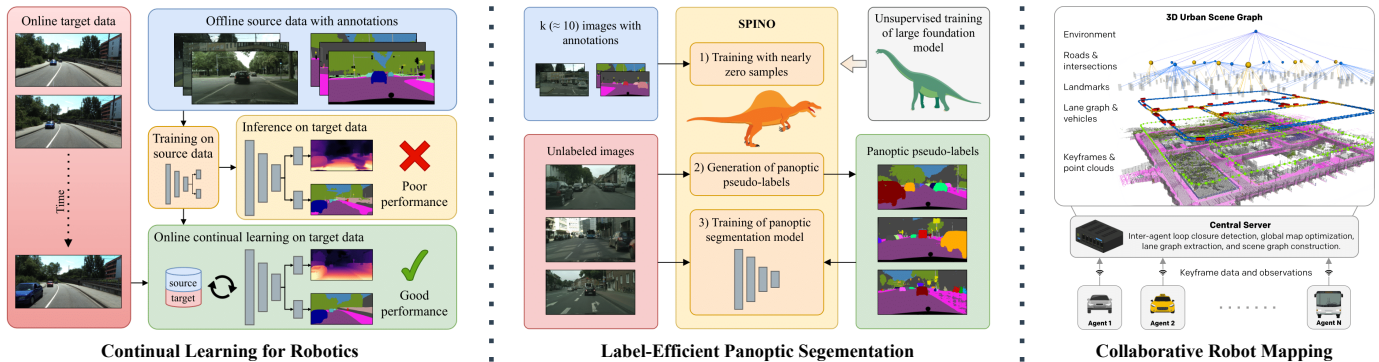 Online target data
Time
Offline source data with annotations
Training on
source data
Inference on target data
Poor
performance
Online continual learning on target data
source
target
Good
performance
Continual Learning for Robotics
k (≈ 10) images with
annotations
SPINO
1) Training with nearly
zero samples
Unsupervised training
of large foundation
model
Unlabeled images
2) Generation of panoptic
pseudo-labels
3) Training of panoptic
segmentation model
Panoptic pseudo-labels
Label-Efficient Panoptic Segementation
3D Urban Scene Graph
Environment
Roads &
intersections
Landmarks
Lane graph &
vehicles
Keyframes &
point clouds
Central Server
Inter-agent loop closure detection, global map optimization,
lane graph extraction, and scene graph construction.
Keyframe data and observations
Agent 1
Agent 2
Agent N
Collaborative Robot Mapping